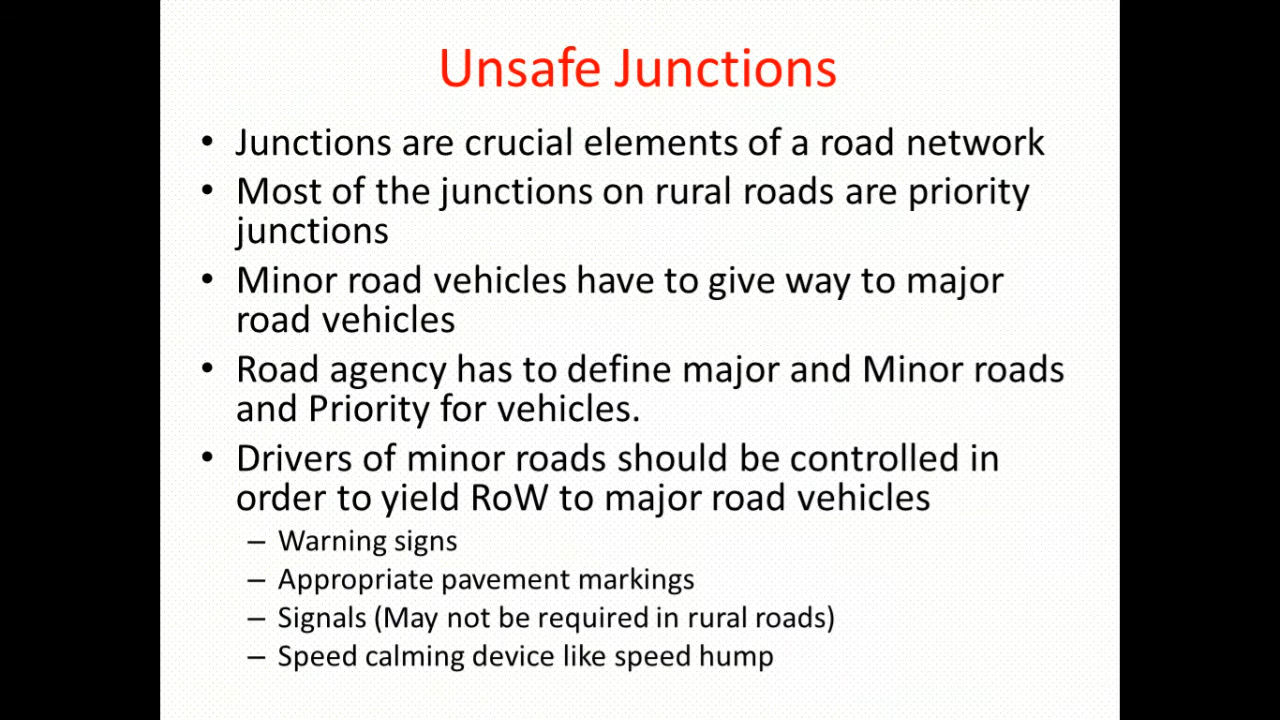 Unsafe Junctions
• Junctions are crucial elements of a road network
• Most of the junctions on rural roads are priority
junctions
• Minor road vehicles have to give way to major
road vehicles
• Road agency has to define major and Minor roads
and Priority for vehicles.
• Drivers of minor roads should be controlled in
order to yield RoW to major road vehicles
– Warning signs
– Appropriate pavement markings
– Signals (May not be required in rural roads)
– Speed calming device like speed hump